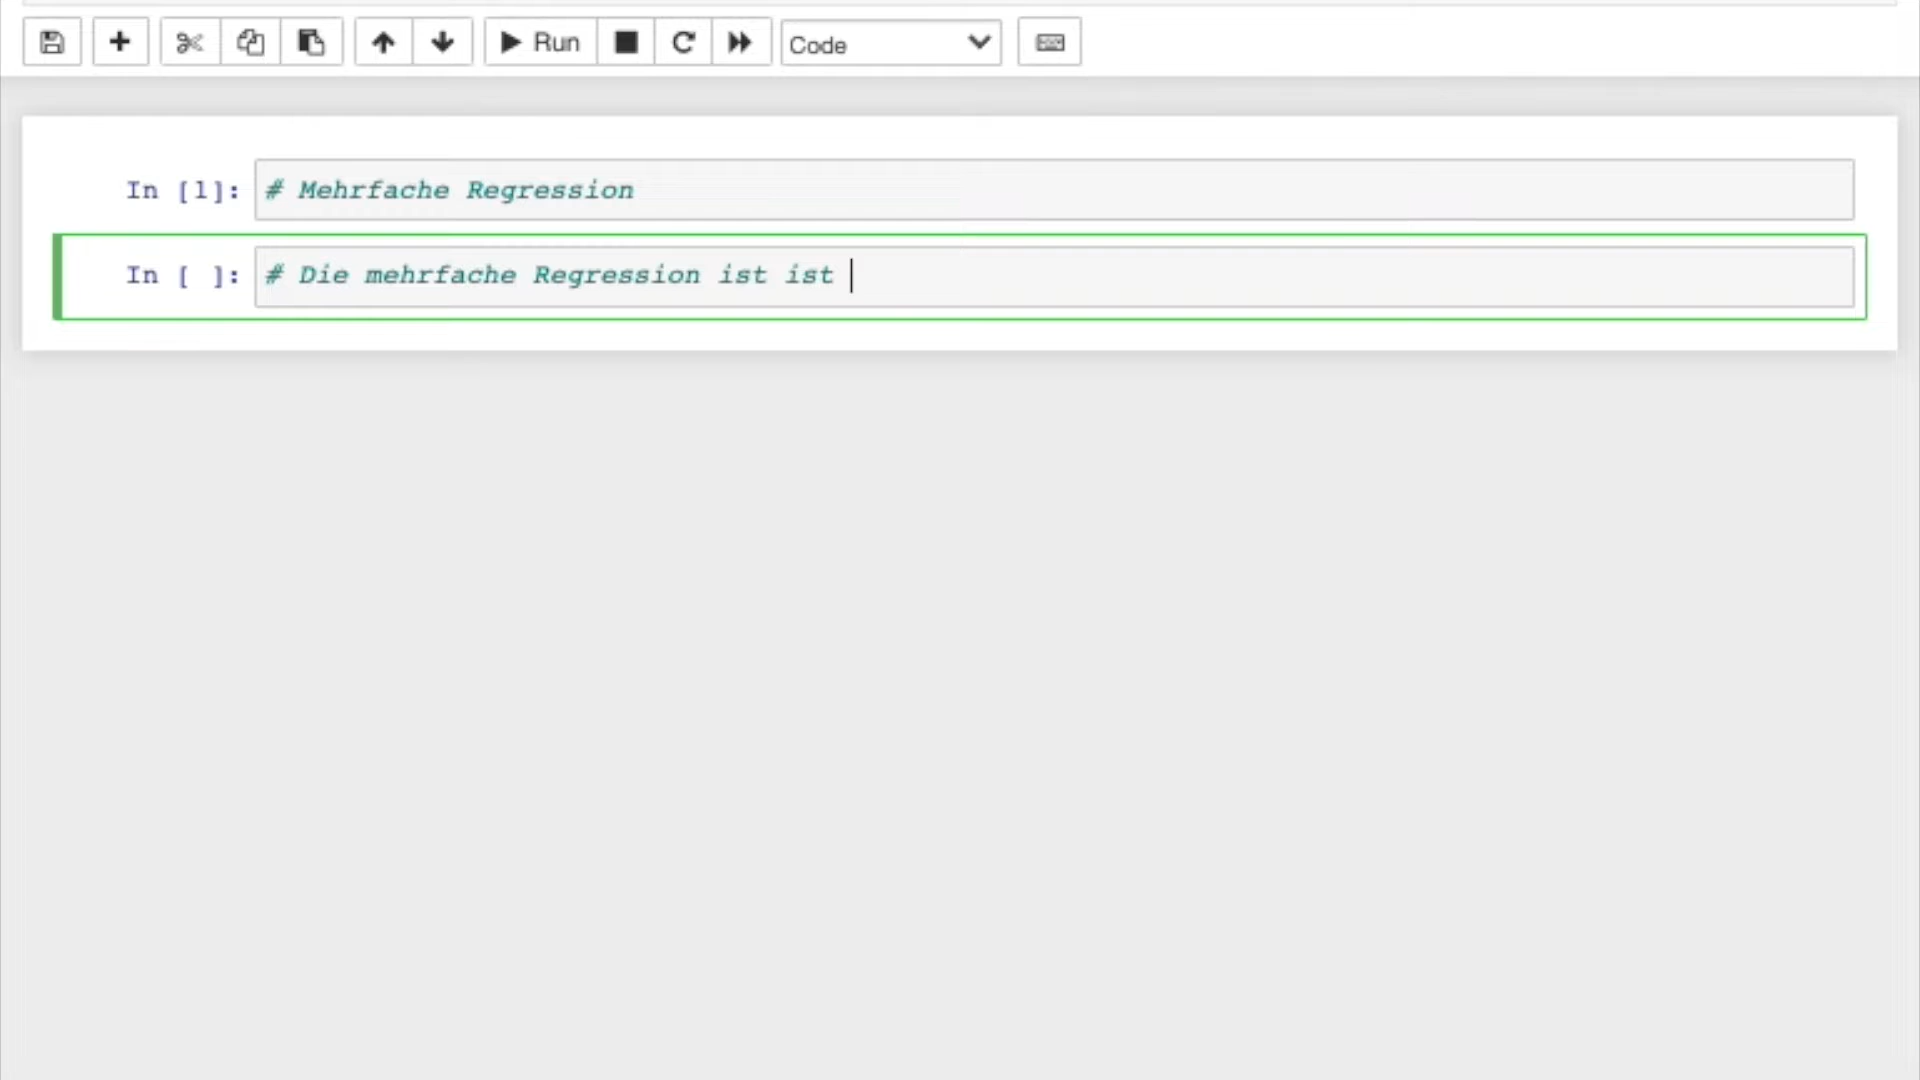 Run
Code
In [1]: # Mehrfache Regression
In [ ]: # Die mehrfache Regression ist ist